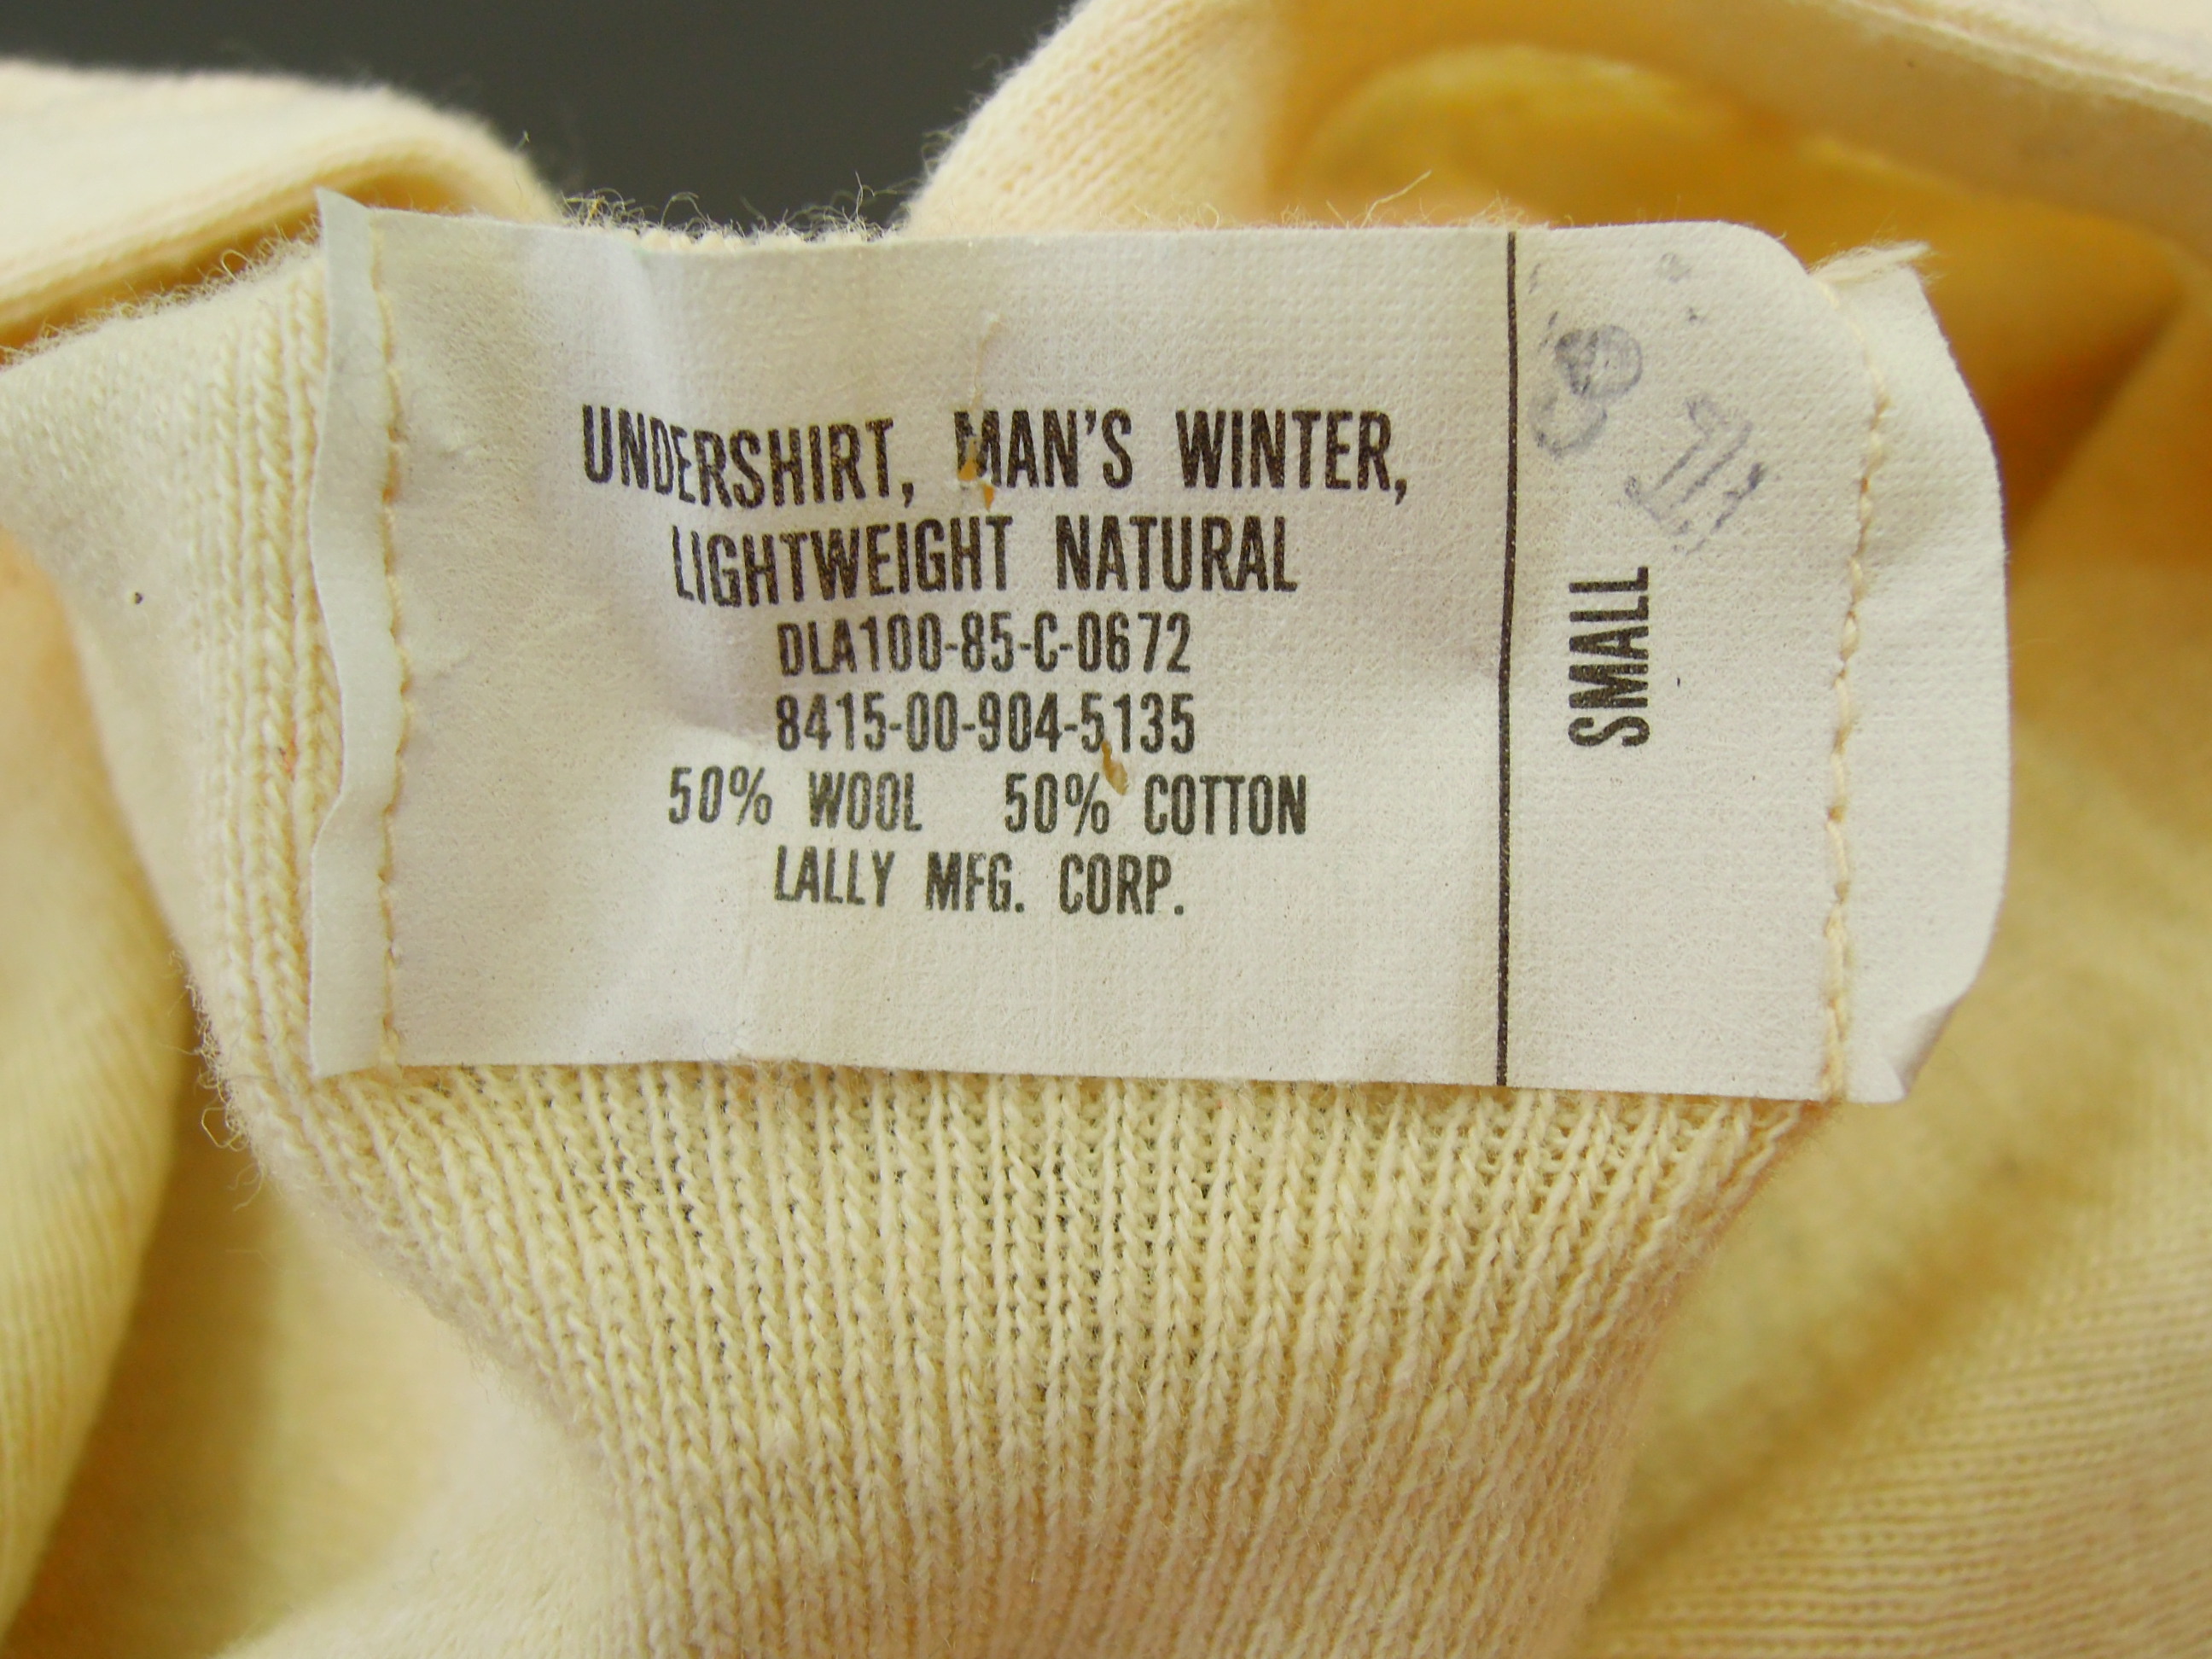 UNDERSHIRT, MAN'S WINTER,
LIGHTWEIGHT NATURAL
DLA100-85-C-0672
8415-00-904-5135
50% WOOL 50% COTTON
LALLY MFG. CORP.
SMALL